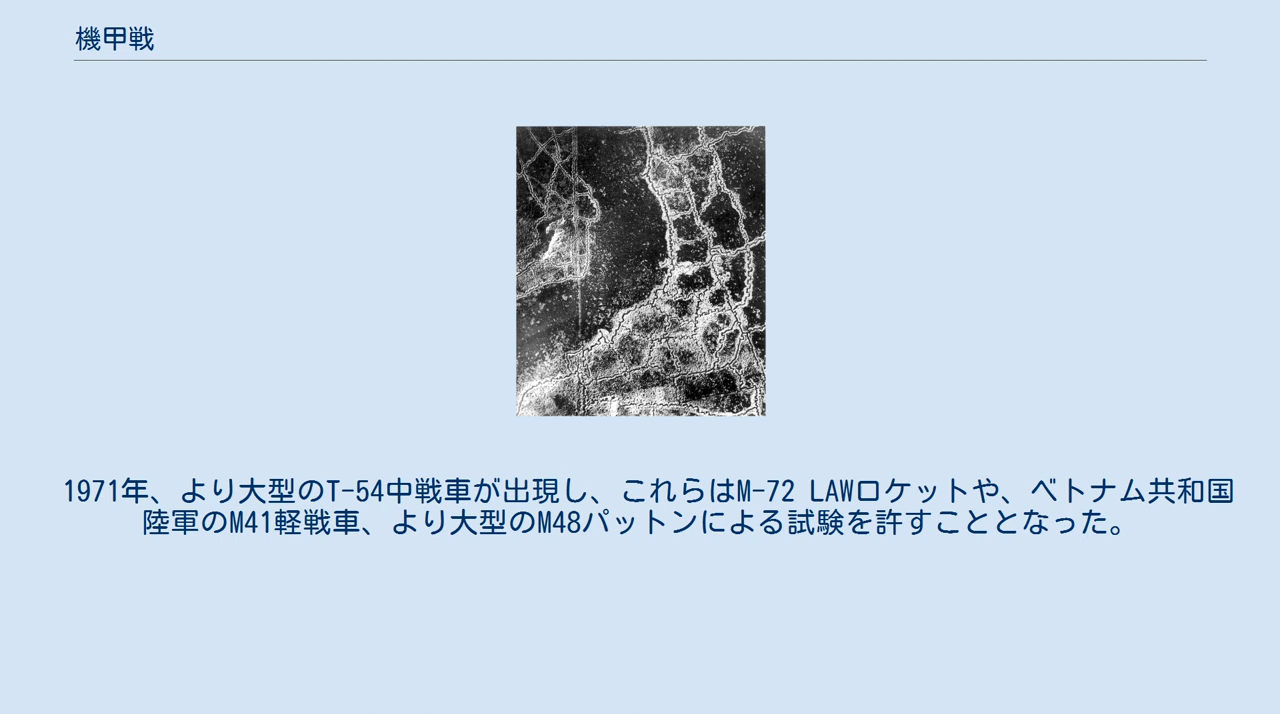 機甲戦
1971年、より大型のT-54中戦車が出現し、これらはM-72 LAWロケットや、ベトナム共和国
陸軍のM41軽戦車、より大型のM48パットンによる試験を許すこととなった。